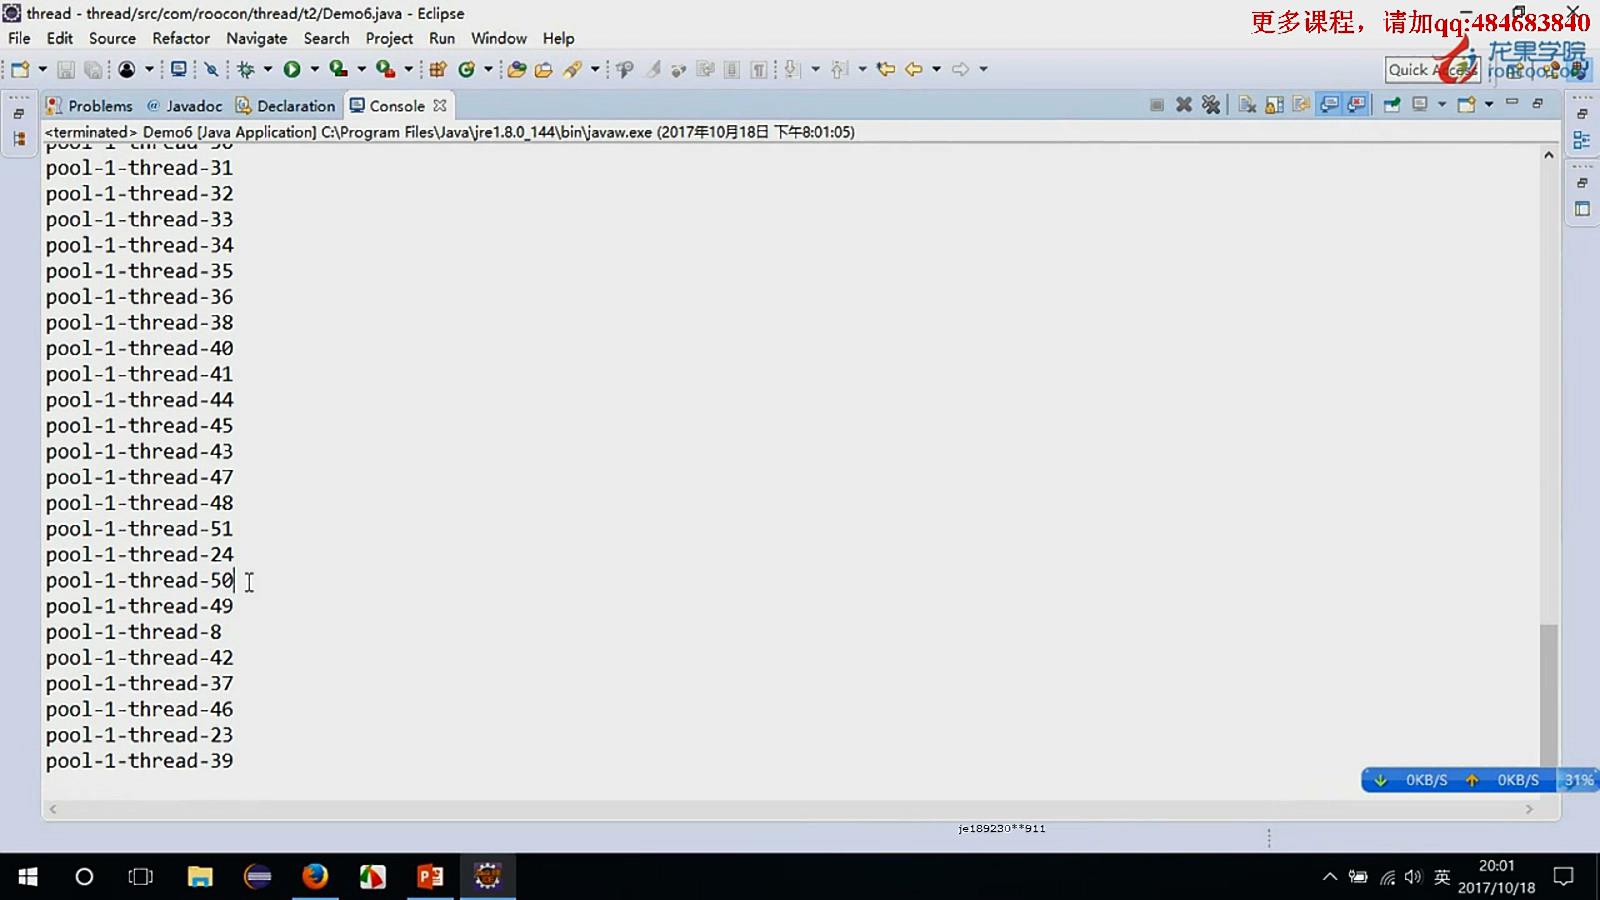 thread - thread/src/com/roocon/thread/t2/Demo6.java - Eclipse
更多课程，请加qq:484683840
File Edit Source Refactor Navigate Search Project Run Window Help
龙果学院
Quick Access
roncoo.com
Problems Javadoc Declaration Console
<terminated> Demo6 [Java Application] C:\Program Files\Java\jre1.8.0_144\bin\javaw.exe (2017年10月18日 下午8:01:05)
pool-1-thread-30
pool-1-thread-31
pool-1-thread-32
pool-1-thread-33
pool-1-thread-34
pool-1-thread-35
pool-1-thread-36
pool-1-thread-38
pool-1-thread-40
pool-1-thread-41
pool-1-thread-44
pool-1-thread-45
pool-1-thread-43
pool-1-thread-47
pool-1-thread-48
pool-1-thread-51
pool-1-thread-24
pool-1-thread-50
pool-1-thread-49
pool-1-thread-8
pool-1-thread-42
pool-1-thread-37
pool-1-thread-46
pool-1-thread-23
pool-1-thread-39
0KB/S 0KB/S 31%
je189230**911
英
20:01
2017/10/18